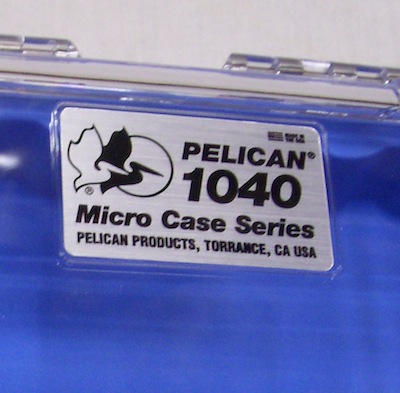 PELICAN®
1040
Micro Case Series
PELICAN PRODUCTS, TORRANCE, CA USA
®